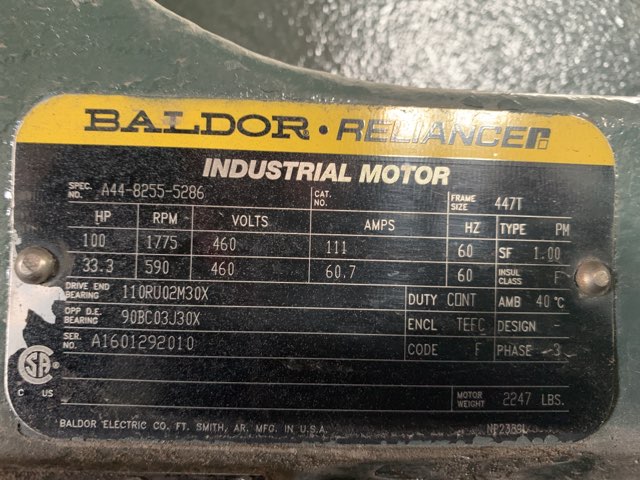 BALDOR · RELIANCE
INDUSTRIAL MOTOR
SPEC. NO. A44-8255-5286 CAT. NO. FRAME SIZE 447T
HP RPM VOLTS AMPS HZ TYPE PM
100 1775 460 111 60 SF 1.00
33.3 590 460 60.7 60 INSUL CLASS F
DRIVE END BEARING 110RU02M30X DUTY CONT AMB 40°C
OPP D.E. BEARING 90BC03J30X ENCL TEFC DESIGN -
SER. NO. A1601292010 CODE F PHASE 3
SA
C US
MOTOR WEIGHT 2247 LBS.
BALDOR ELECTRIC CO. FT. SMITH, AR. MFG. IN U.S.A.